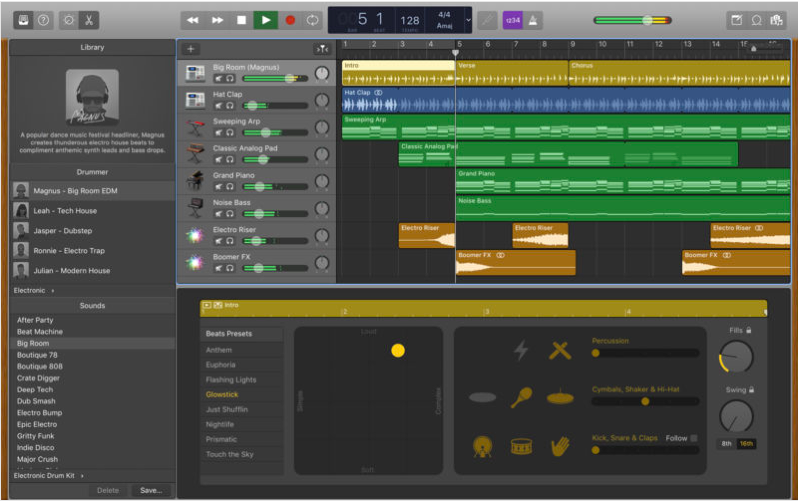 5 1
128
4/4
Amaj
BAR
BEAT
TEMPO
1234
Library
MAGNUS
A popular dance music festival headliner, Magnus
creates thunderous electro house beats to
compliment anthemic synth leads and bass drops.
Drummer
Magnus - Big Room EDM
Leah - Tech House
Jasper - Dubstep
Ronnie - Electro Trap
Julian - Modern House
Electronic
Sounds
After Party
Beat Machine
Big Room
Boutique 78
Boutique 808
Crate Digger
Deep Tech
Dub Smash
Electro Bump
Epic Electro
Gritty Funk
Indie Disco
Major Crush
Electronic Drum Kit
Delete
Save...
1 2 3 4 5 6 7 8 9 10 11 12 13 14 15
Big Room (Magnus)
Intro
Verse
Chorus
Hat Clap
Hat Clap
Sweeping Arp
Sweeping Arp
Classic Analog Pad
Classic Analog Pad
Grand Piano
Grand Piano
Noise Bass
Noise Bass
Electro Riser
Electro Riser
Electro Riser
Electro Riser
Boomer FX
Boomer FX
Boomer FX
Intro
2 3 4
Beats Presets
Anthem
Euphoria
Flashing Lights
Glowstick
Just Shufflin
Nightlife
Prismatic
Touch the Sky
Loud
Simple
Complex
Soft
Percussion
Cymbals, Shaker & Hi-Hat
Kick, Snare & Claps
Follow
Fills
Swing
8th
16th